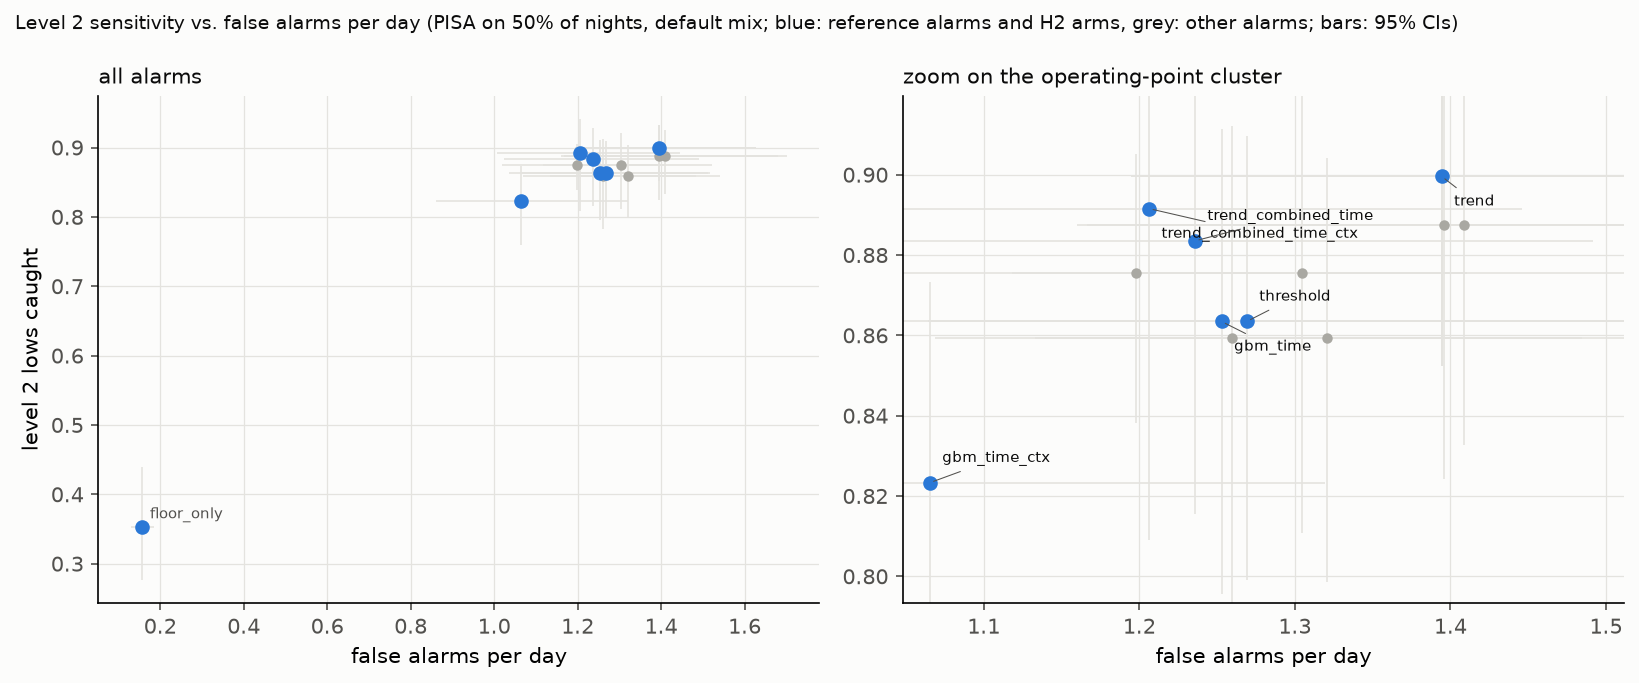 Level 2 sensitivity vs. false alarms per day (PISA on 50% of nights, default mix; blue: reference alarms and H2 arms, grey: other alarms; bars: 95% CIs)
all alarms
level 2 lows caught
0.9
0.8
0.7
0.6
0.5
0.4
0.3
floor_only
0.2
0.4
0.6
0.8
1.0
1.2
1.4
1.6
false alarms per day
zoom on the operating-point cluster
0.90
0.88
0.86
0.84
0.82
0.80
trend
trend_combined_time
trend_combined_time_ctx
threshold
gbm_time
gbm_time_ctx
1.1
1.2
1.3
1.4
1.5
false alarms per day